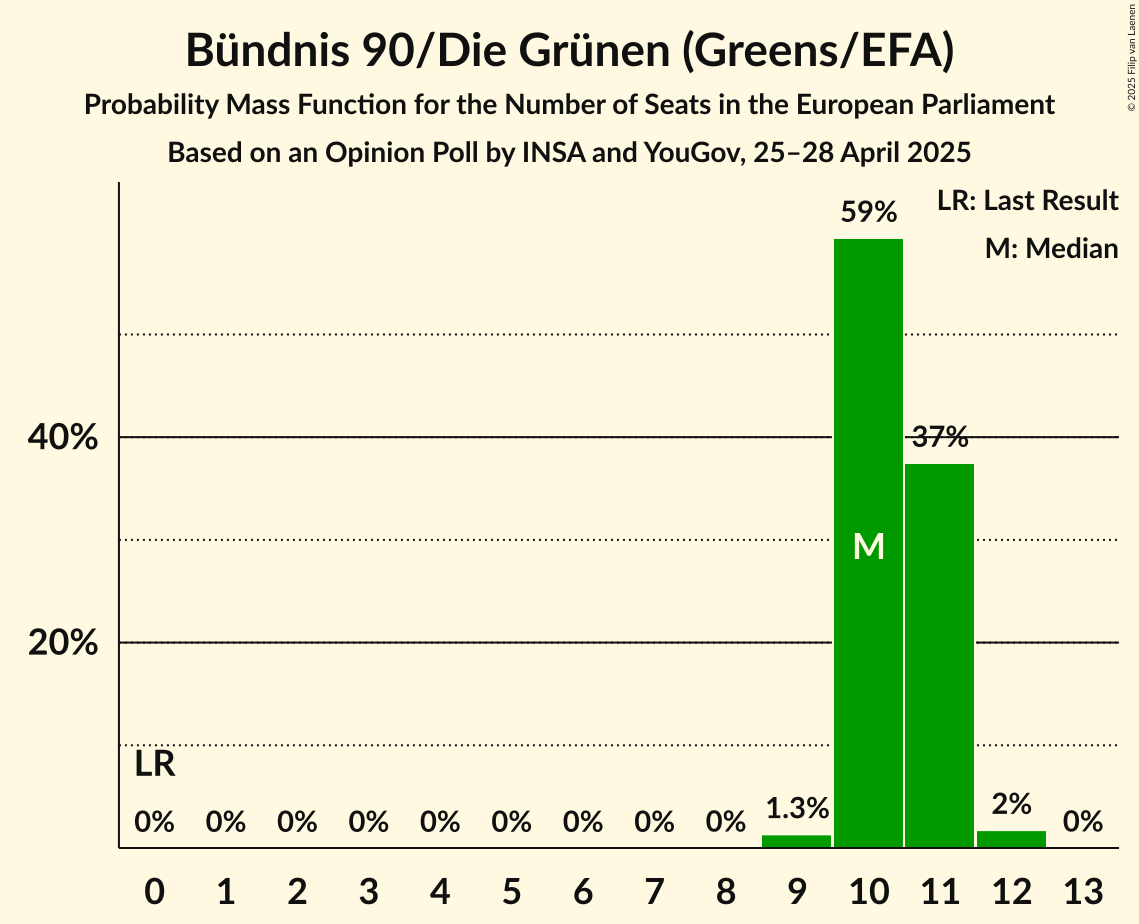 Bündnis 90/Die Grünen (Greens/EFA)
Probability Mass Function for the Number of Seats in the European Parliament
Based on an Opinion Poll by INSA and YouGov, 25–28 April 2025
© 2025 Filip van Laenen
LR: Last Result
M: Median
59%
40%
37%
M
20%
LR
0% 0% 0% 0% 0% 0% 0% 0% 0% 1.3% 2% 0%
0 1 2 3 4 5 6 7 8 9 10 11 12 13